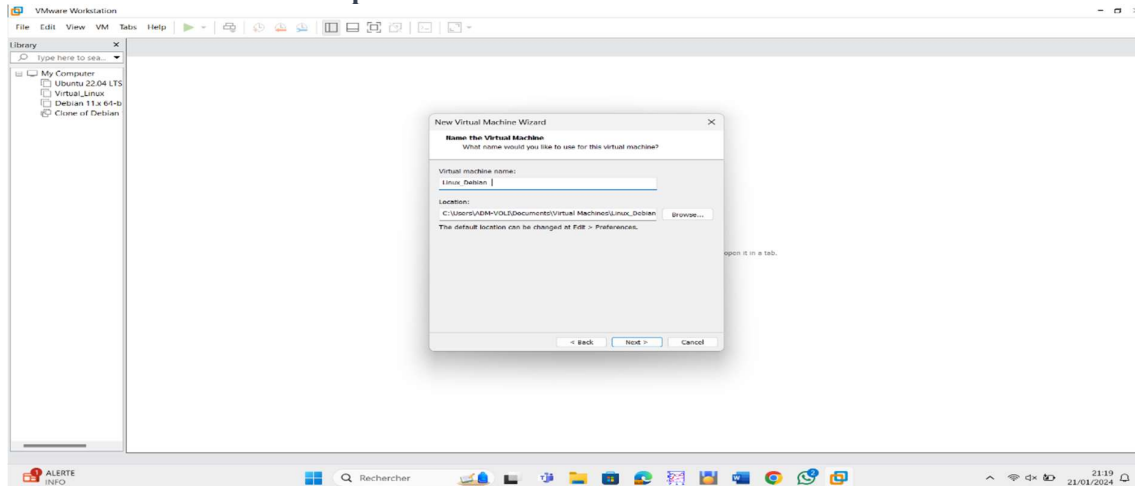 VMware Workstation
File Edit View VM Tabs Help
Library
Type here to sea...
My Computer
Ubuntu 22.04 LTS
Virtual_Linux
Debian 11.x 64-b
Clone of Debian
New Virtual Machine Wizard
Name the Virtual Machine
What name would you like to use for this virtual machine?
Virtual machine name:
Linux_Debian
Location:
C:\Users\ADM-VOLI\Documents\Virtual Machines\Linux_Debian Browse...
The default location can be changed at Edit > Preferences.
open it in a tab.
< Back Next > Cancel
1 ALERTE
INFO
Rechercher
21:19
21/01/2024